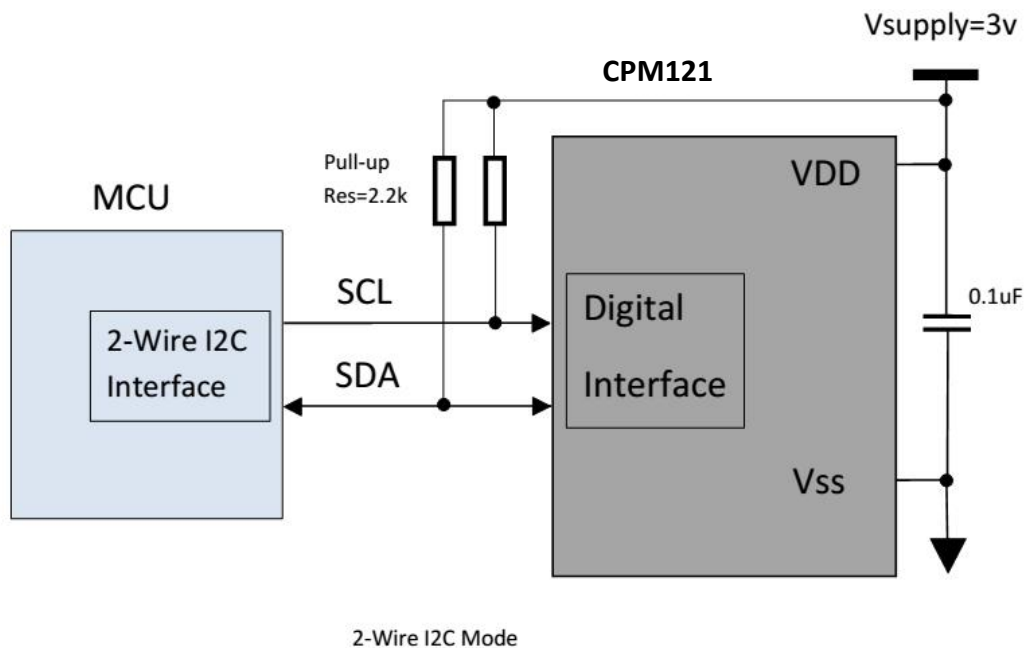 Vsupply=3v
CPM121
Pull-up
Res=2.2k
MCU
VDD
SCL
0.1uF
2-Wire I2C
Interface
Digital
Interface
SDA
Vss
2-Wire I2C Mode